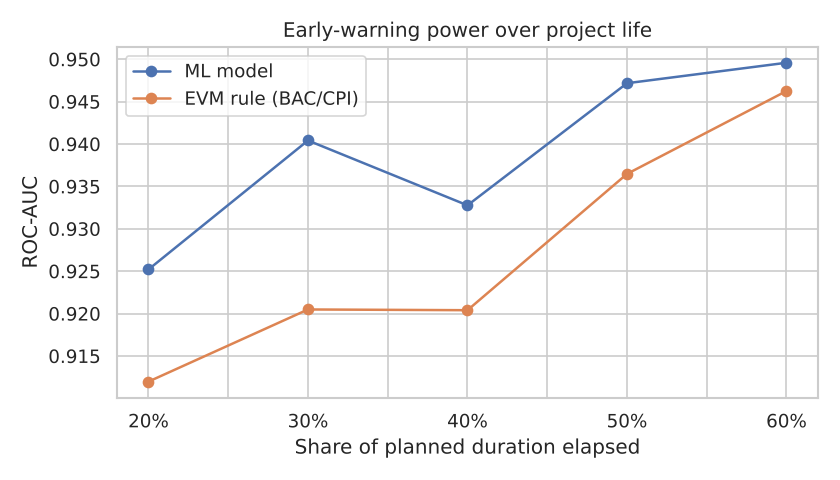 Early-warning power over project life
ML model
EVM rule (BAC/CPI)
ROC-AUC
0.950
0.945
0.940
0.935
0.930
0.925
0.920
0.915
20%
30%
40%
50%
60%
Share of planned duration elapsed